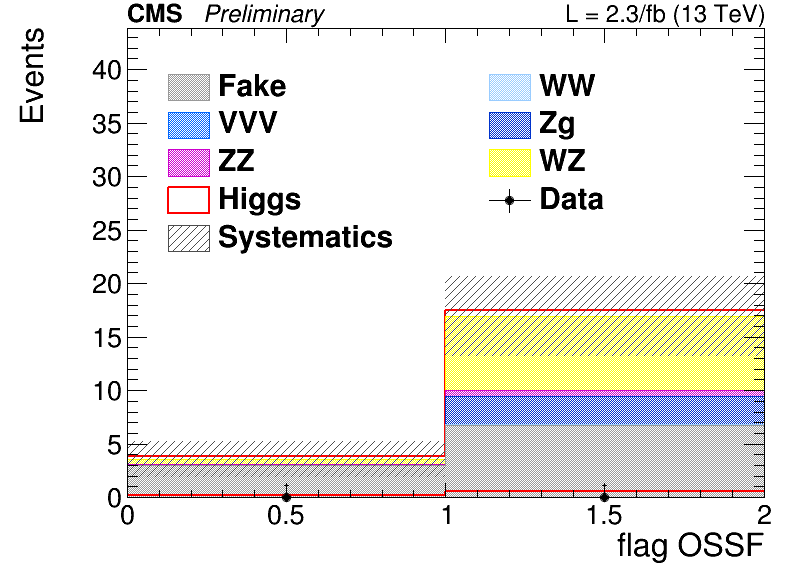 CMS Preliminary L = 2.3/fb (13 TeV)
Events
40
35
30
25
20
15
10
5
0
Fake WW
VVV Zg
ZZ WZ
Higgs Data
Systematics
0 0.5 1 1.5 2
flag OSSF